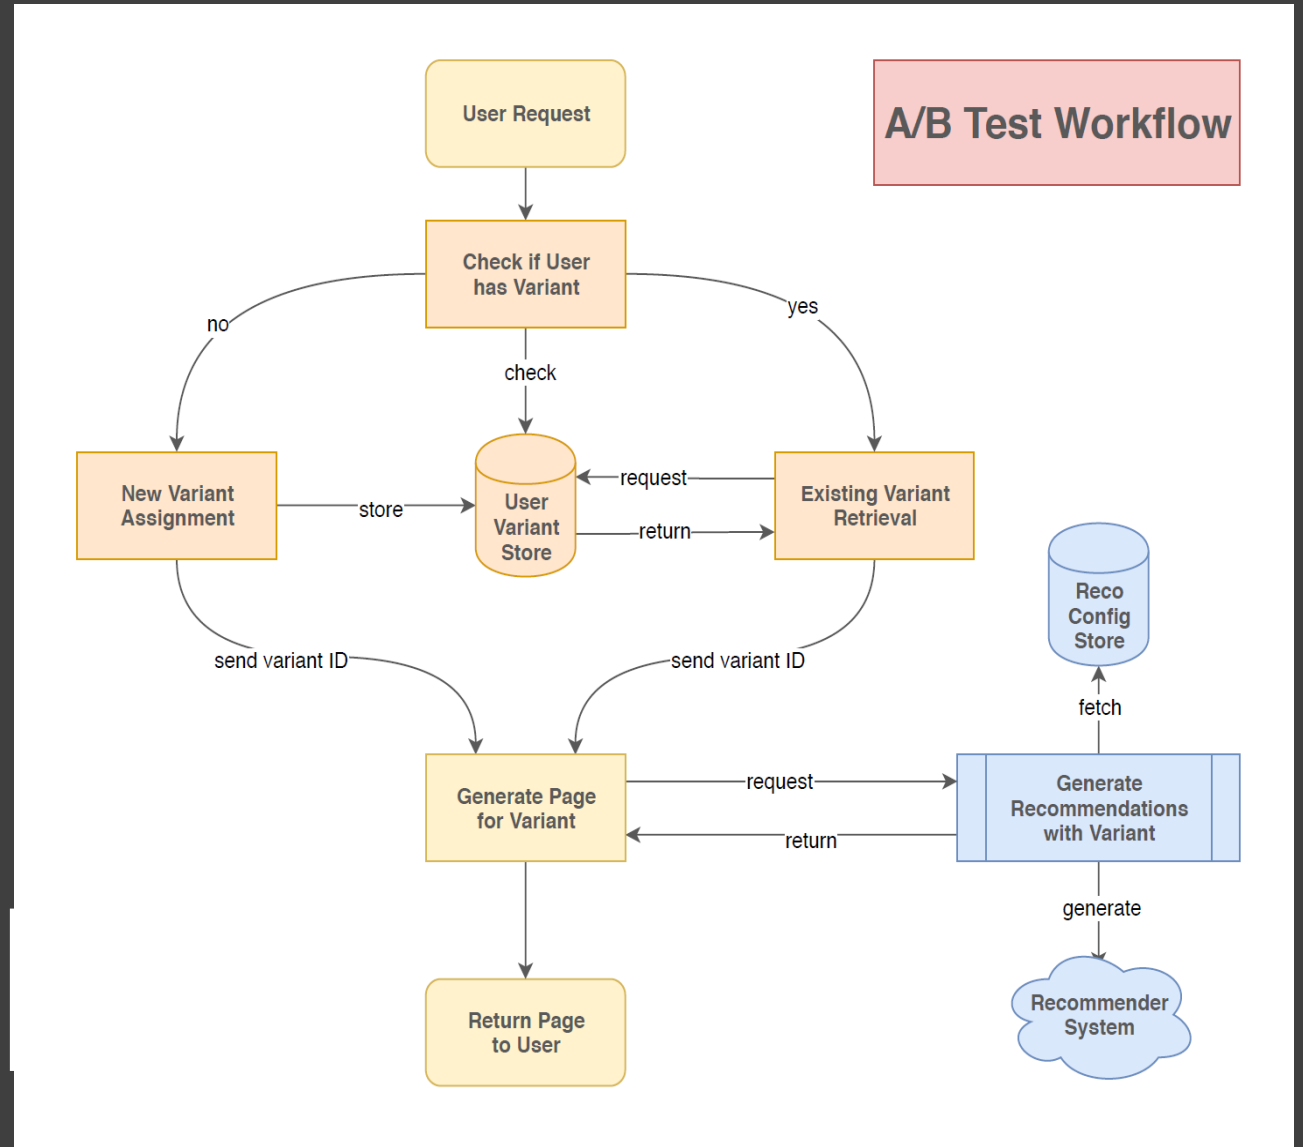 User Request
A/B Test Workflow
Check if User
has Variant
no
yes
check
New Variant
Assignment
store
User
Variant
Store
request
return
Existing Variant
Retrieval
send variant ID
send variant ID
Reco
Config
Store
fetch
Generate Page
for Variant
request
return
Generate
Recommendations
with Variant
generate
Recommender
System
Return Page
to User